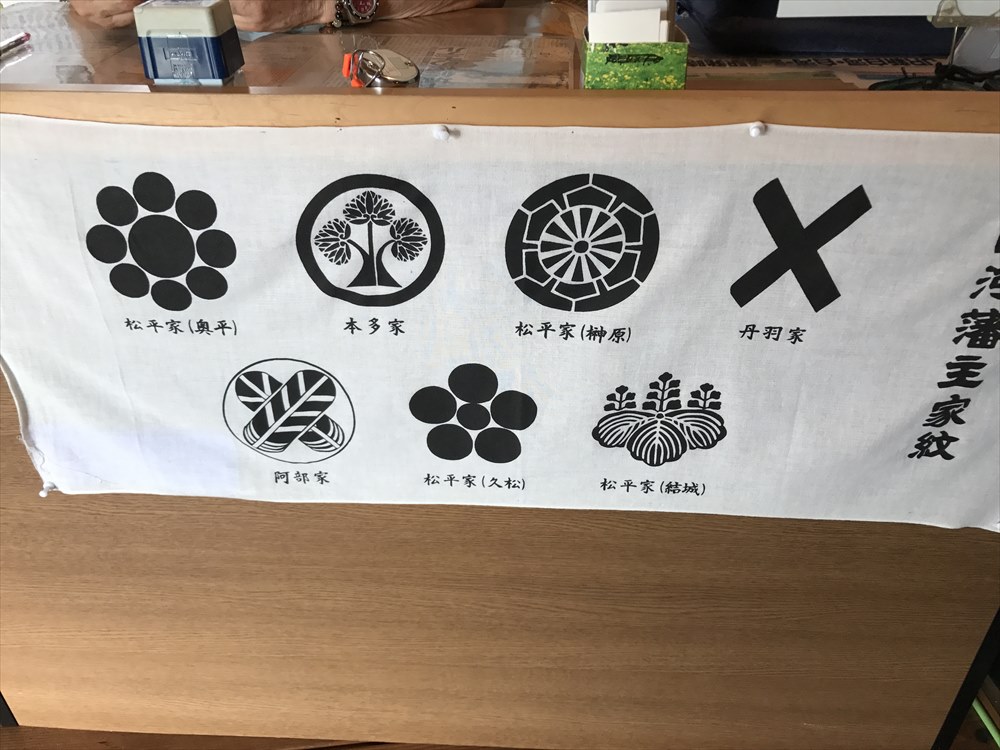 河藩主家紋
松平家(奥平)
本多家
松平家(榊原)
丹羽家
阿部家
松平家(久松)
松平家(結城)